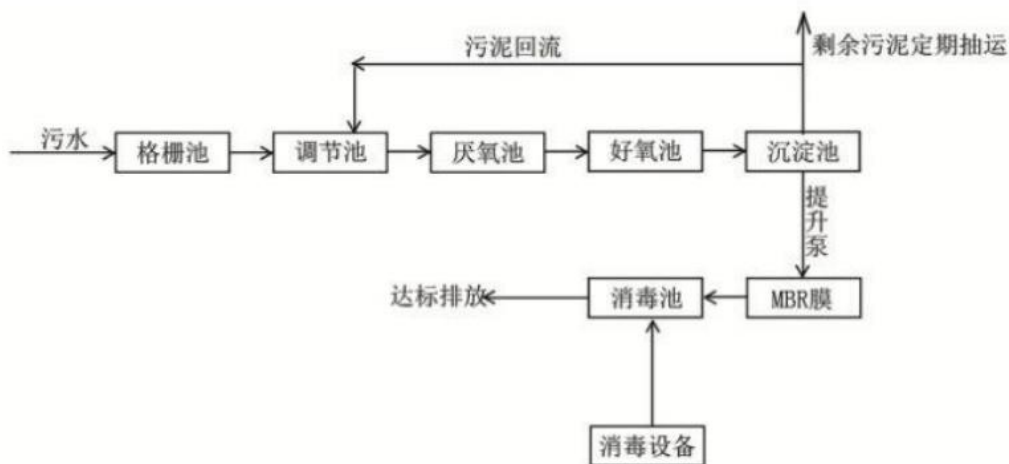 剩余污泥定期抽运
污泥回流
污水
格栅池
调节池
厌氧池
好氧池
沉淀池
提升泵
达标排放
消毒池
MBR膜
消毒设备